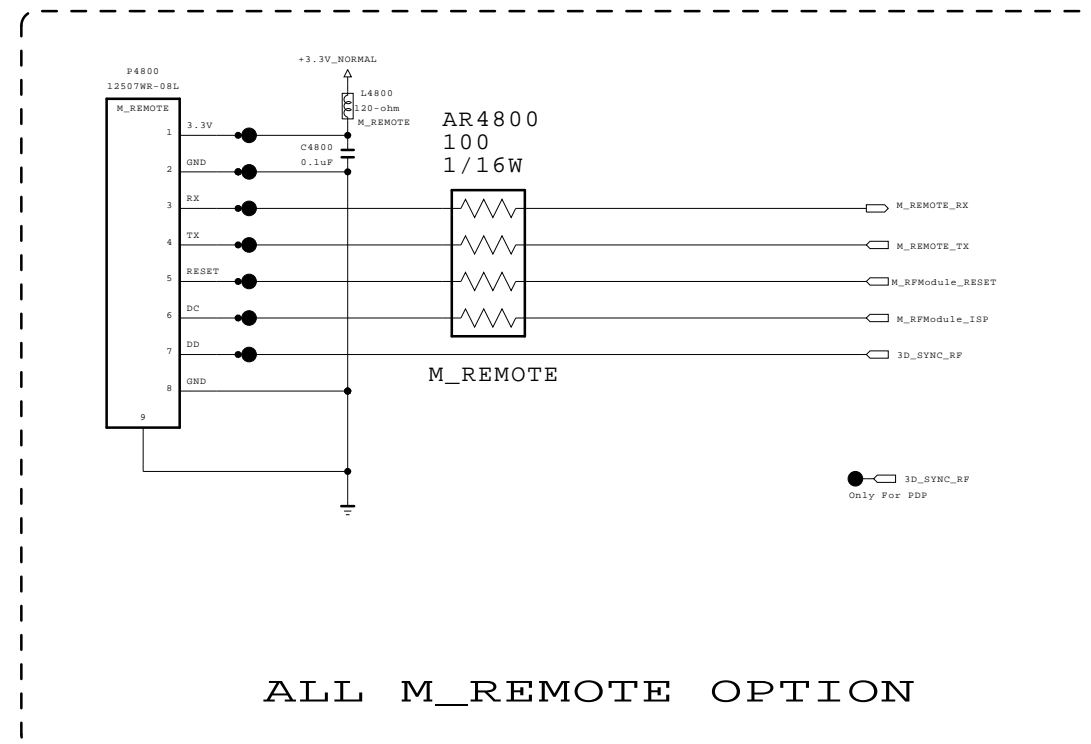 +3.3V_NORMAL
P4800
12507WR-08L
M_REMOTE
L4800
120-ohm
M_REMOTE
C4800
0.1uF
AR4800
100
1/16W
1 3.3V
2 GND
3 RX
4 TX
5 RESET
6 DC
7 DD
8 GND
9
M_REMOTE_RX
M_REMOTE_TX
M_RFModule_RESET
M_RFModule_ISP
3D_SYNC_RF
M_REMOTE
3D_SYNC_RF
Only For PDP
ALL M_REMOTE OPTION